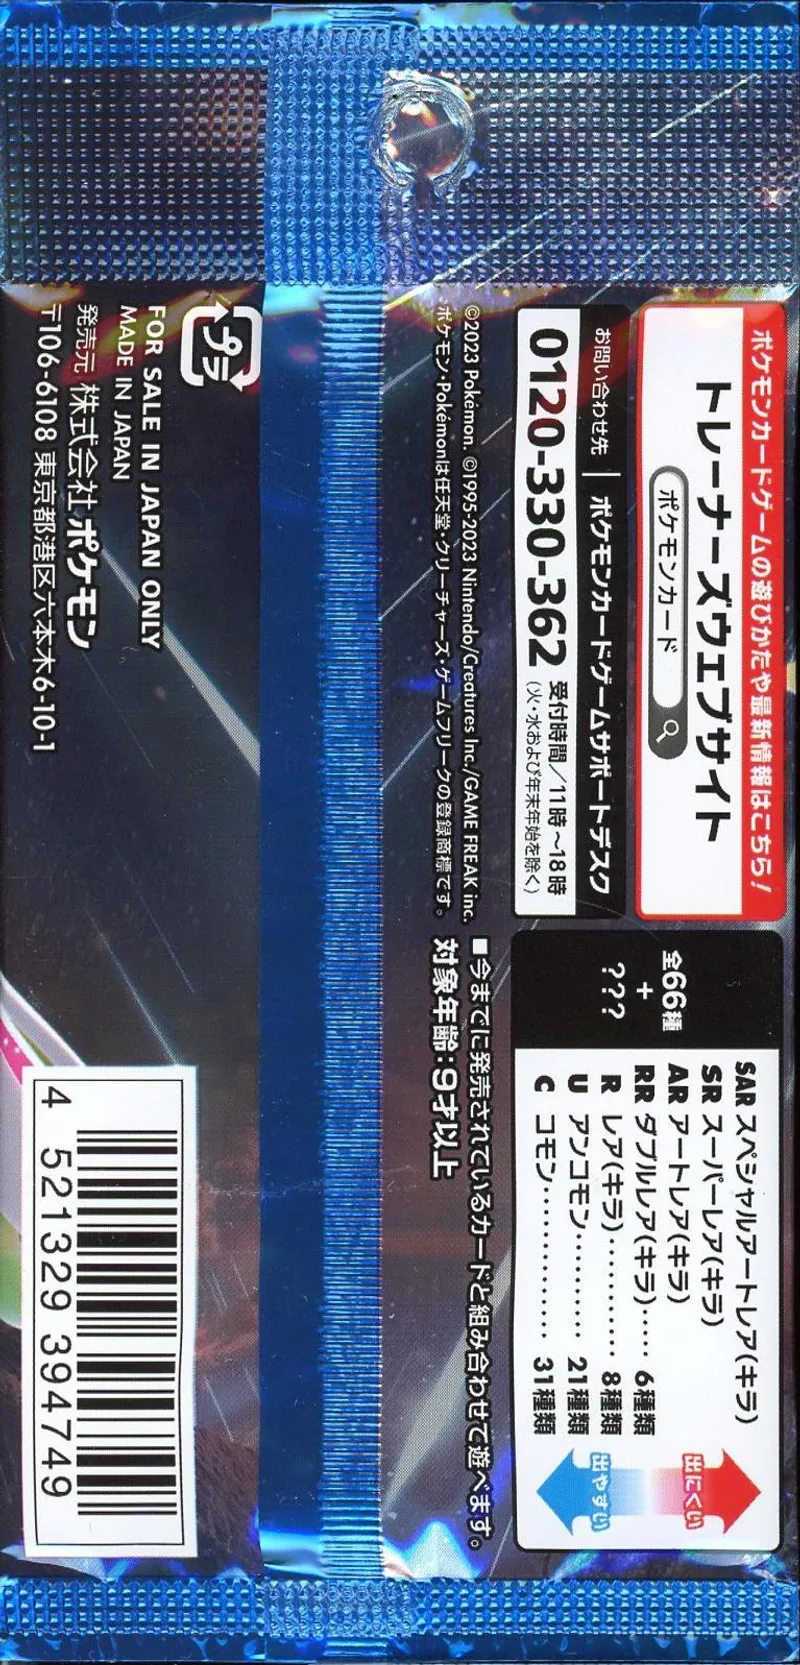 ポケモンカードゲームの遊びかたや最新情報はこちら!
トレーナーズウェブサイト
ポケモンカード
お問い合わせ先 ポケモンカードゲームサポートデスク
0120-330-362 受付時間/11時〜18時
(火・水および年末年始を除く)
©2023 Pokémon. ©1995-2023 Nintendo/Creatures Inc./GAME FREAK inc.
ポケモン・Pokémonは任天堂・クリーチャーズ・ゲームフリークの登録商標です。
全66種
+
???
SAR スペシャルアートレア(キラ)
SR スーパーレア(キラ)
AR アートレア(キラ)
RR ダブルレア(キラ)····· 6種類
R レア(キラ)············ 8種類
U アンコモン············ 21種類
C コモン················ 31種類
出にくい
出やすい
■今までに発売されているカードと組み合わせて遊べます。
対象年齢:9才以上
プラ
FOR SALE IN JAPAN ONLY
MADE IN JAPAN
発売元 株式会社ポケモン
〒106-6108 東京都港区六本木6-10-1
4 521329 394749